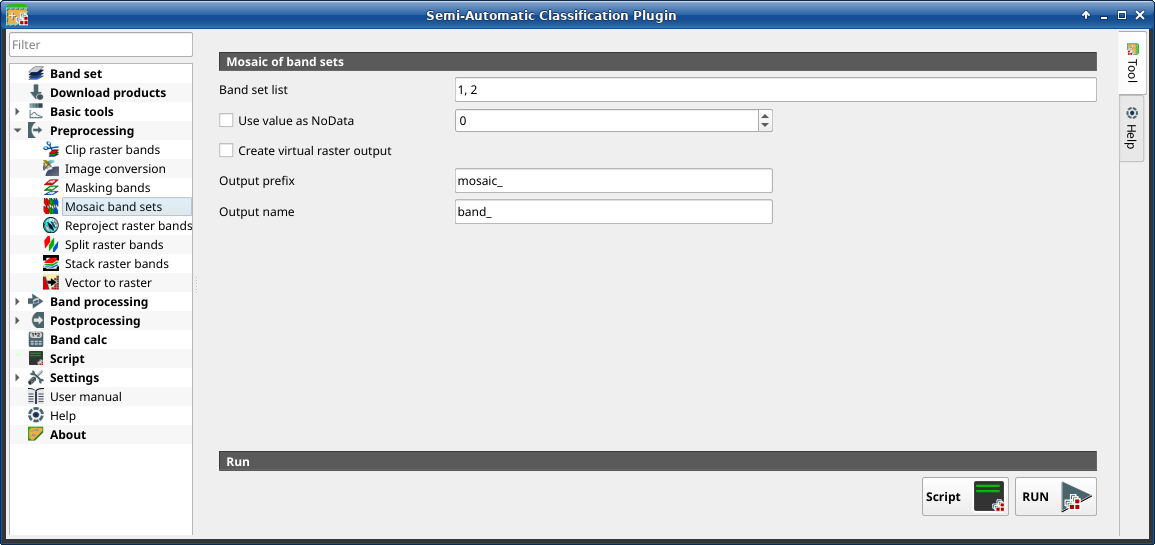 Semi-Automatic Classification Plugin
Filter
Band set
Download products
Basic tools
Preprocessing
Clip raster bands
Image conversion
Masking bands
Mosaic band sets
Reproject raster bands
Split raster bands
Stack raster bands
Vector to raster
Band processing
Postprocessing
Band calc
Script
Settings
User manual
Help
About
Mosaic of band sets
Band set list
1, 2
Use value as NoData
0
Create virtual raster output
Output prefix
mosaic_
Output name
band_
Run
Script
RUN
Tool
Help